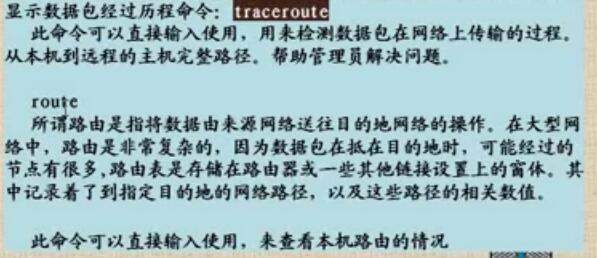 显示数据包经过历程命令：traceroute
此命令可以直接输入使用，用来检测数据包在网络上传输的过程。
从本机到远程的主机完整路径。帮助管理员解决问题。
route
所谓路由是指将数据由来源网络送往目的地网络的操作。在大型网
络中，路由是非常复杂的，因为数据包在抵在目的地时，可能经过的
节点有很多，路由表是存储在路由器或一些其他链接设置上的窗体。其
中记录着了到指定目的地的网络路径，以及这些路径的相关数值。
此命令可以直接输入使用，来查看本机路由的情况